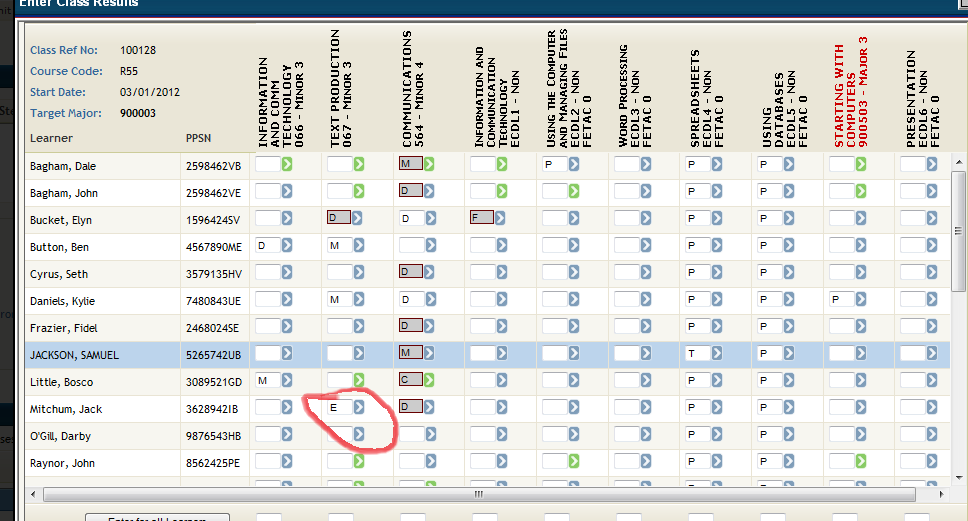 Enter Class Results
Class Ref No: 100128
Course Code: R55
Start Date: 03/01/2012
Target Major: 900003
Learner PPSN
INFORMATION AND COMM TECHNOLOGY 066 - MINOR 3
TEXT PRODUCTION 067 - MINOR 3
COMMUNICATIONS 564 - MINOR 4
INFORMATION AND COMMUNICATION TECHNOLOGY ECDL1 - NON
USING THE COMPUTER AND MANAGING FILES ECDL2 - NON FETAC 0
WORD PROCESSING ECDL3 - NON FETAC 0
SPREADSHEETS ECDL4 - NON FETAC 0
USING DATABASES ECDL5 - NON FETAC 0
STARTING WITH COMPUTERS 900503 - MAJOR 3
PRESENTATION ECDL6 - NON FETAC 0
Bagham, Dale 2598462VB M P P P
Bagham, John 2598462VE D P P
Bucket, Elyn 1596424SV D D F P P
Button, Ben 4567890ME D M P P
Cyrus, Seth 3579135HV D P P
Daniels, Kylie 7480843UE M D P P P
Frazier, Fidel 2468024SE D P P
JACKSON, SAMUEL 5265742UB M T P
Little, Bosco 3089521GD M C P P
Mitchum, Jack 3628942IB E D P P
O'Gill, Darby 9876543HB P P
Raynor, John 8562425PE P P
Enter for all Learners